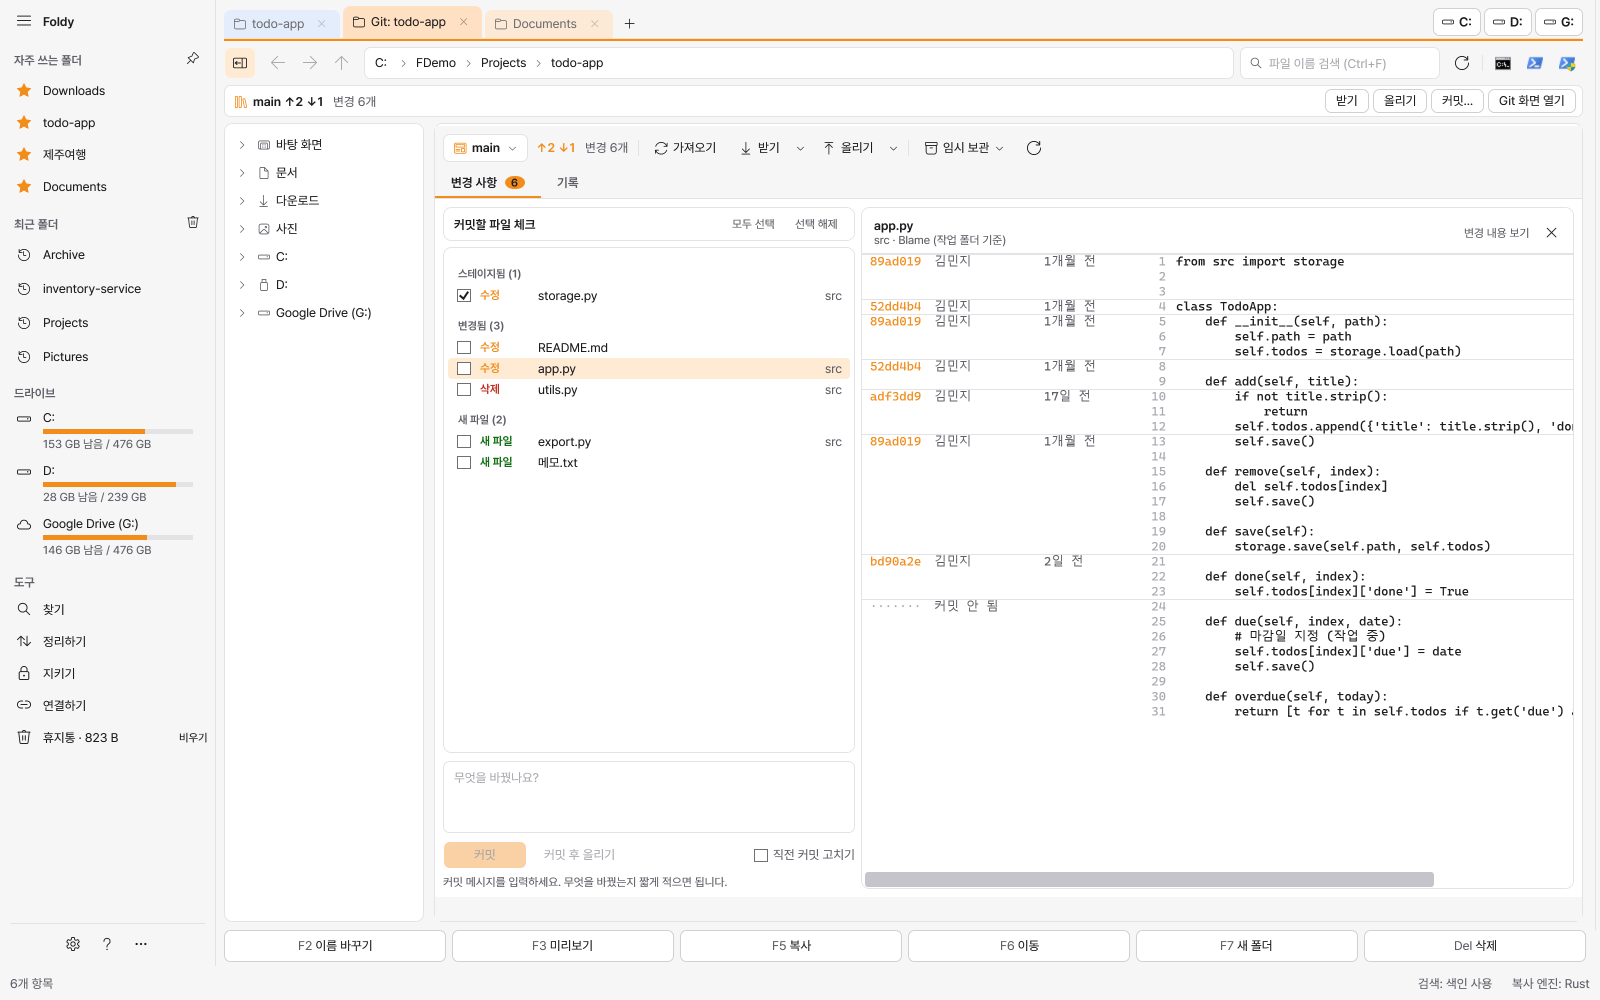 Foldy
자주 쓰는 폴더
Downloads
todo-app
제주여행
Documents
최근 폴더
Archive
inventory-service
Projects
Pictures
드라이브
C:
153 GB 남음 / 476 GB
D:
28 GB 남음 / 239 GB
Google Drive (G:)
146 GB 남음 / 476 GB
도구
찾기
정리하기
지키기
연결하기
휴지통 · 823 B 비우기
6개 항목
todo-app
Git: todo-app
Documents
C: D: G:
C: > FDemo > Projects > todo-app
파일 이름 검색 (Ctrl+F)
main ↑2 ↓1 변경 6개
받기 올리기 커밋... Git 화면 열기
바탕 화면
문서
다운로드
사진
C:
D:
Google Drive (G:)
main ↑2 ↓1 변경 6개 가져오기 받기 올리기 임시 보관
변경 사항 6 기록
커밋할 파일 체크 모두 선택 선택 해제
스테이지됨 (1)
수정 storage.py src
변경됨 (3)
수정 README.md
수정 app.py src
삭제 utils.py src
새 파일 (2)
새 파일 export.py src
새 파일 메모.txt
무엇을 바꿨나요?
커밋 커밋 후 올리기 직전 커밋 고치기
커밋 메시지를 입력하세요. 무엇을 바꿨는지 짧게 적으면 됩니다.
app.py
src · Blame (작업 폴더 기준)
변경 내용 보기
89ad019 김민지 1개월 전 1 from src import storage
2
3
52dd4b4 김민지 1개월 전 4 class TodoApp:
89ad019 김민지 1개월 전 5 def __init__(self, path):
6 self.path = path
7 self.todos = storage.load(path)
52dd4b4 김민지 1개월 전 8
9 def add(self, title):
adf3dd9 김민지 17일 전 10 if not title.strip():
11 return
12 self.todos.append({'title': title.strip(), 'do
89ad019 김민지 1개월 전 13 self.save()
14
15 def remove(self, index):
16 del self.todos[index]
17 self.save()
18
19 def save(self):
20 storage.save(self.path, self.todos)
bd90a2e 김민지 2일 전 21
22 def done(self, index):
23 self.todos[index]['done'] = True
······· 커밋 안 됨 24
25 def due(self, index, date):
26 # 마감일 지정 (작업 중)
27 self.todos[index]['due'] = date
28 self.save()
29
30 def overdue(self, today):
31 return [t for t in self.todos if t.get('due')
F2 이름 바꾸기
F3 미리보기
F5 복사
F6 이동
F7 새 폴더
Del 삭제
검색: 색인 사용 복사 엔진: Rust